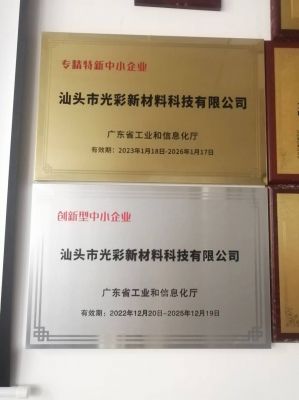 专精特新中小企业
汕头市光彩新材料科技有限公司
广东省工业和信息化厅
有效期：2023年1月18日-2026年1月17日
创新型中小企业
汕头市光彩新材料科技有限公司
广东省工业和信息化厅
有效期：2022年12月20日-2025年12月19日